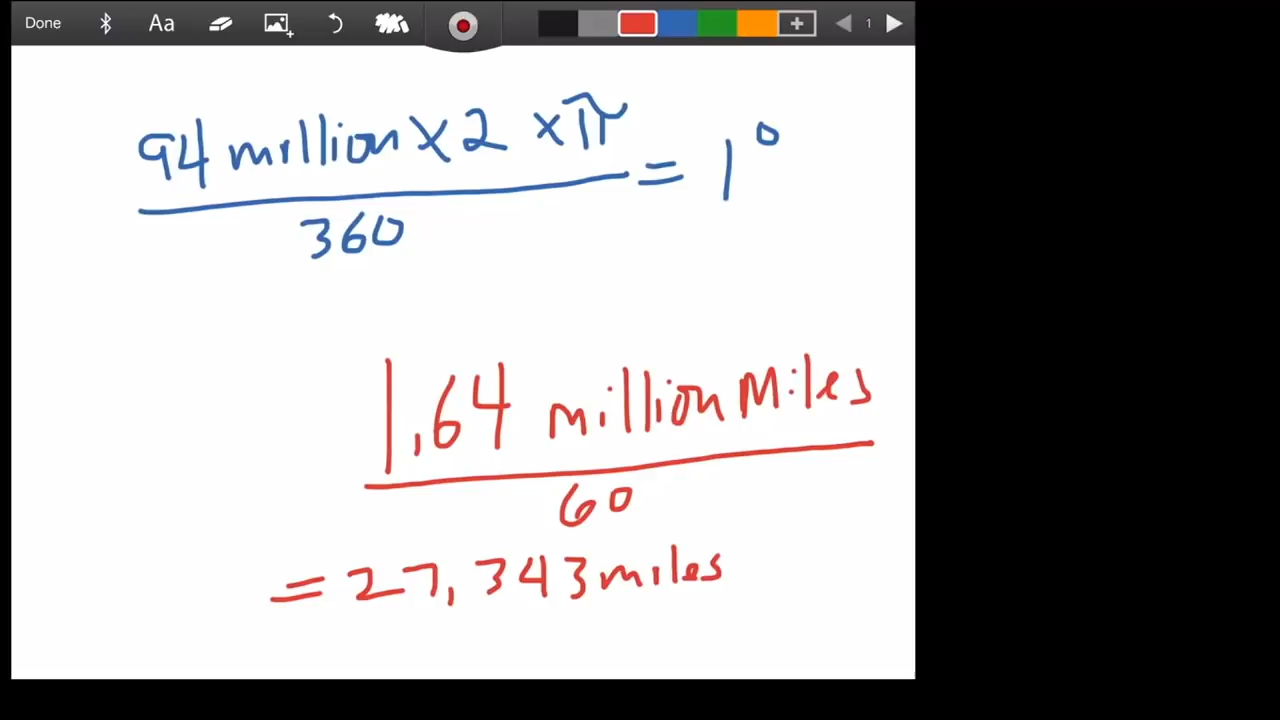 Done Aa 1
94 million x 2 x π
= 1°
360
1.64 million Miles
60
= 27,343 miles